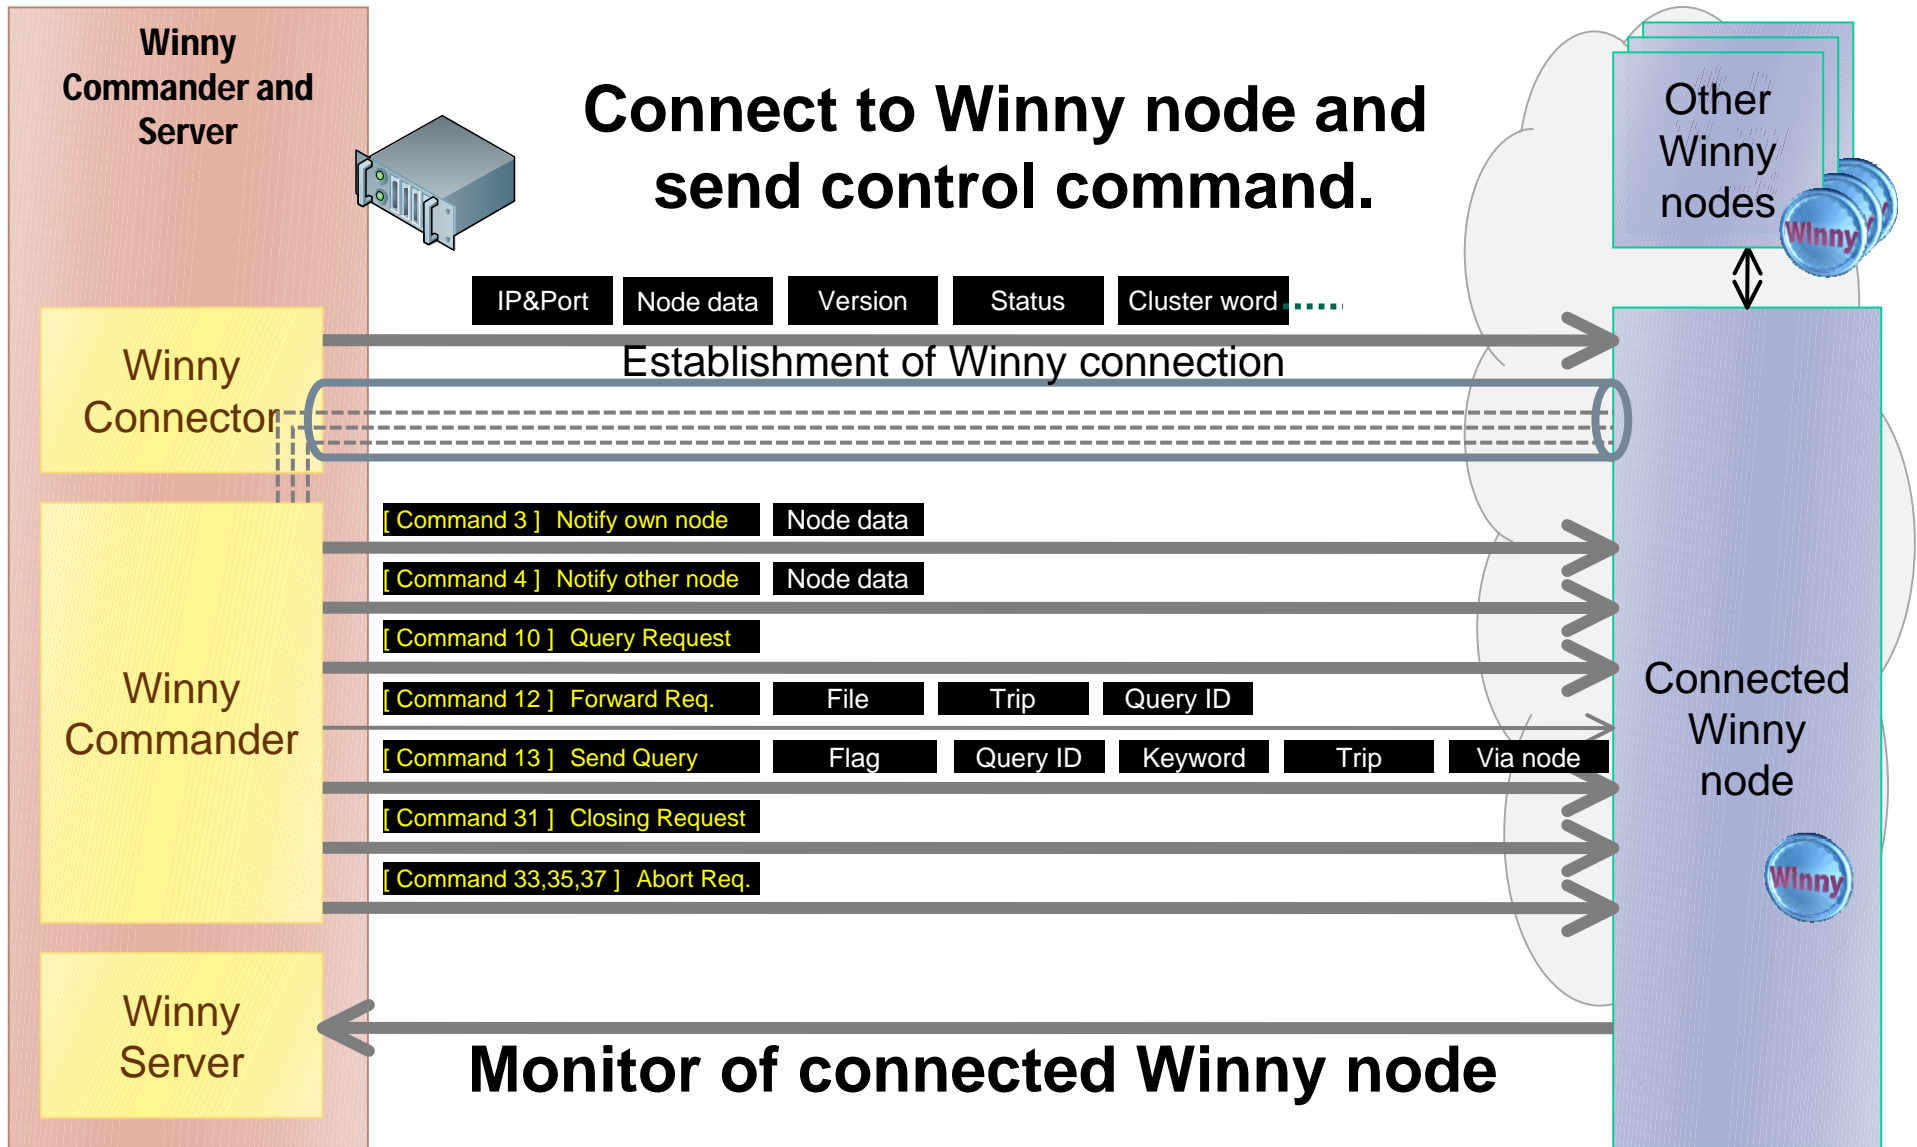 Winny
Commander and
Server
Connect to Winny node and
send control command.
Other
Winny
nodes
Winny
IP&Port Node data Version Status Cluster word
Establishment of Winny connection
Winny
Connector
[ Command 3 ] Notify own node Node data
[ Command 4 ] Notify other node Node data
[ Command 10 ] Query Request
[ Command 12 ] Forward Req. File Trip Query ID
[ Command 13 ] Send Query Flag Query ID Keyword Trip Via node
[ Command 31 ] Closing Request
[ Command 33,35,37 ] Abort Req.
Winny
Commander
Connected
Winny
node
Winny
Winny
Server
Monitor of connected Winny node